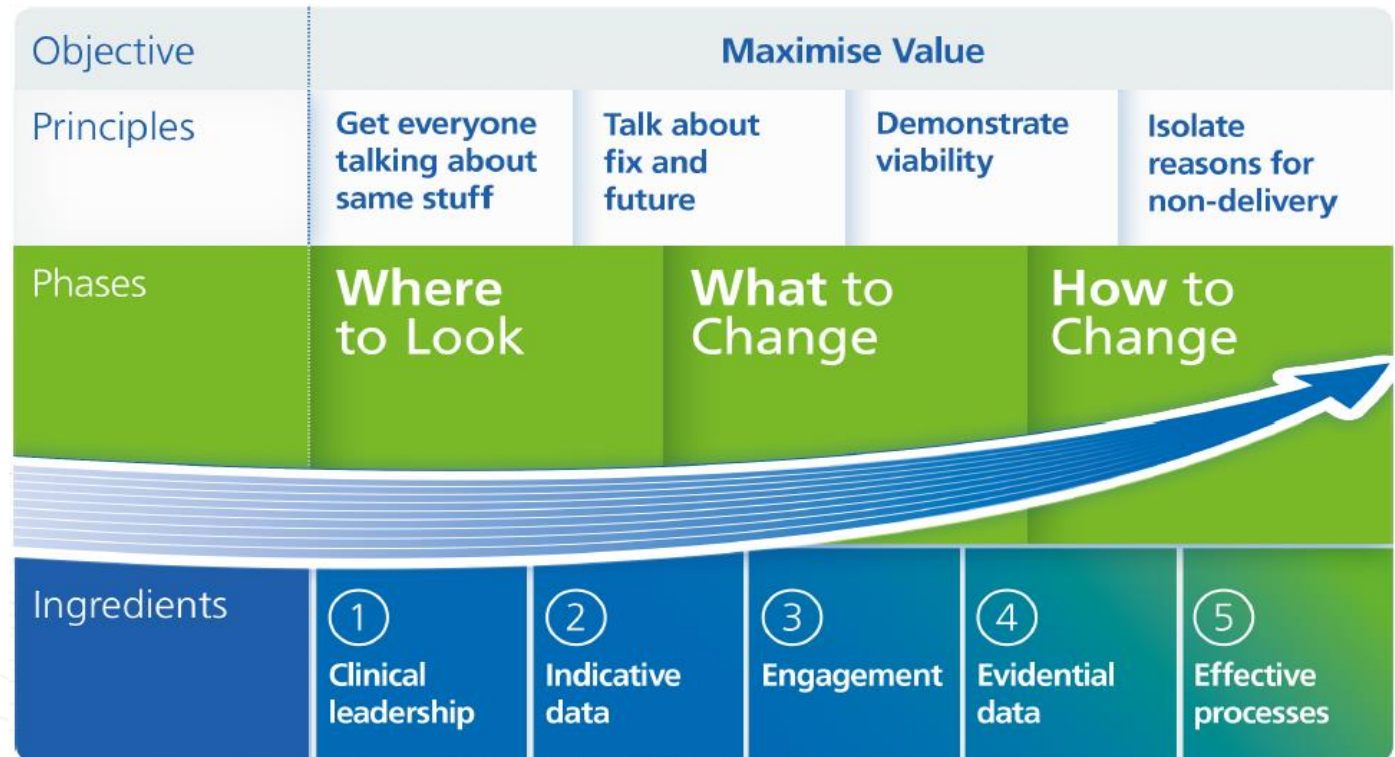 Objective
Maximise Value
Principles
Get everyone
talking about
same stuff
Talk about
fix and
future
Demonstrate
viability
Isolate
reasons for
non-delivery
Phases
Where
to Look
What to
Change
How to
Change
Ingredients
1
Clinical
leadership
2
Indicative
data
3
Engagement
4
Evidential
data
5
Effective
processes